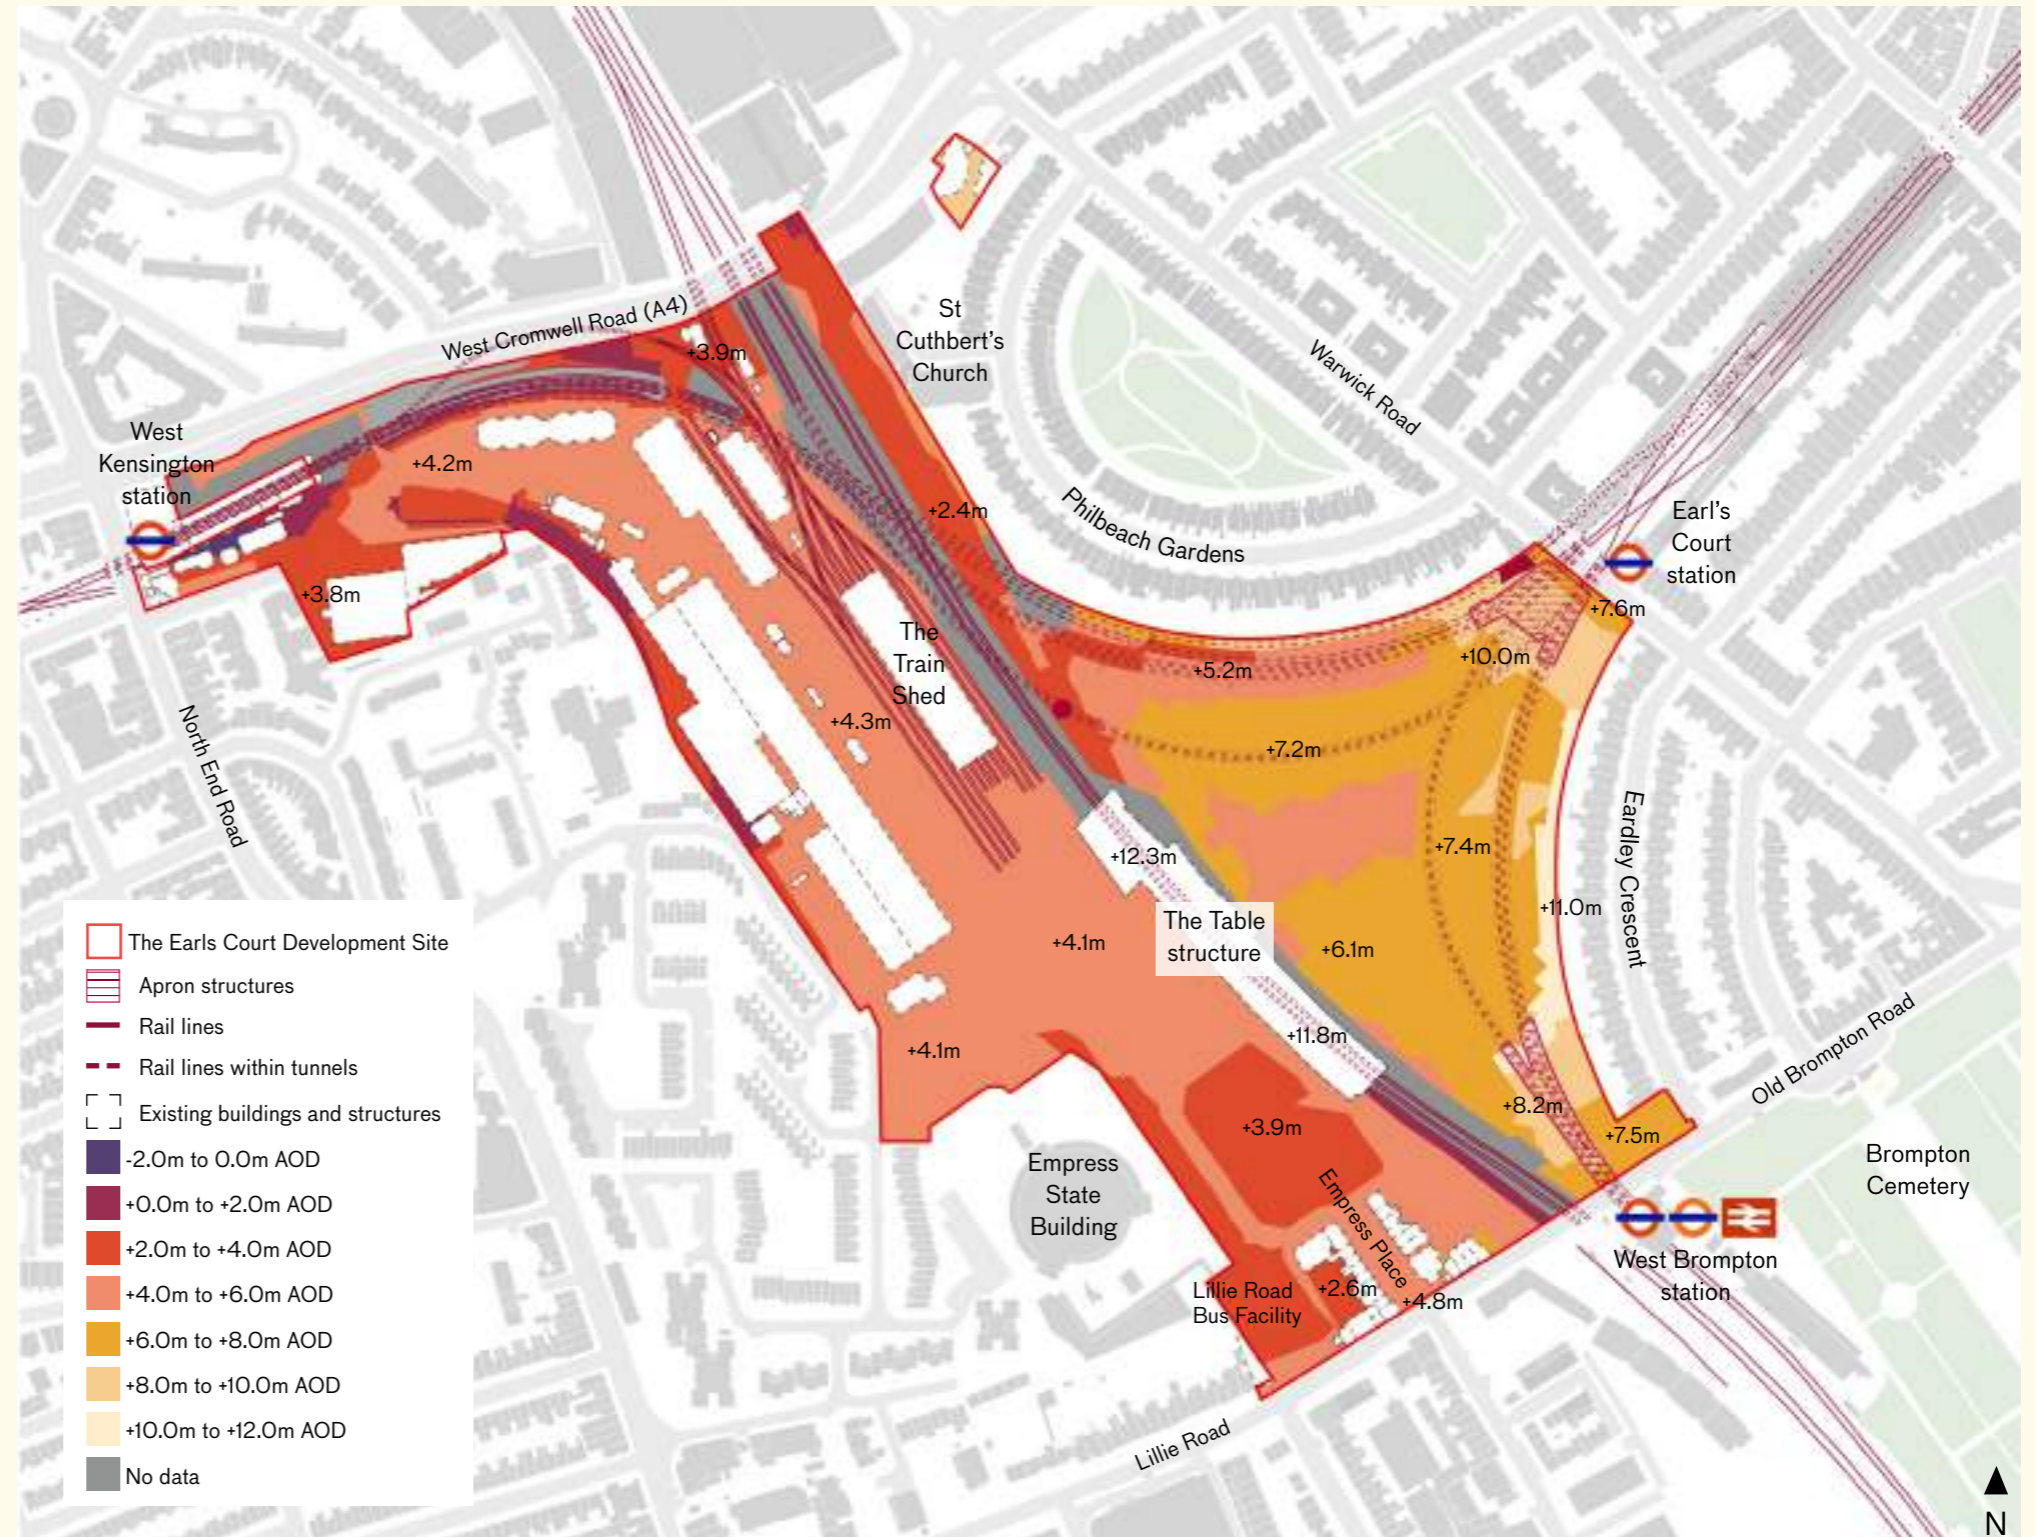 West Cromwell Road (A4)
+3.9m
St
Cuthbert's
Church
Warwick Road
West
Kensington
station
+4.2m
+2.4m
Philbeach Gardens
Earl's
Court
station
+3.8m
+7.6m
The
Train
Shed
+5.2m
+10.0m
+4.3m
+7.2m
North End Road
+7.4m
+12.3m
Eardley Crescent
+11.0m
The Table
structure
+4.1m
+6.1m
+11.8m
+4.1m
Old Brompton Road
+8.2m
+3.9m
+7.5m
Empress
State
Building
Brompton
Cemetery
Empress Place
West Brompton
station
Lillie Road
Bus Facility
+2.6m
+4.8m
Lillie Road
The Earls Court Development Site
Apron structures
Rail lines
Rail lines within tunnels
Existing buildings and structures
-2.0m to 0.0m AOD
+0.0m to +2.0m AOD
+2.0m to +4.0m AOD
+4.0m to +6.0m AOD
+6.0m to +8.0m AOD
+8.0m to +10.0m AOD
+10.0m to +12.0m AOD
No data
N